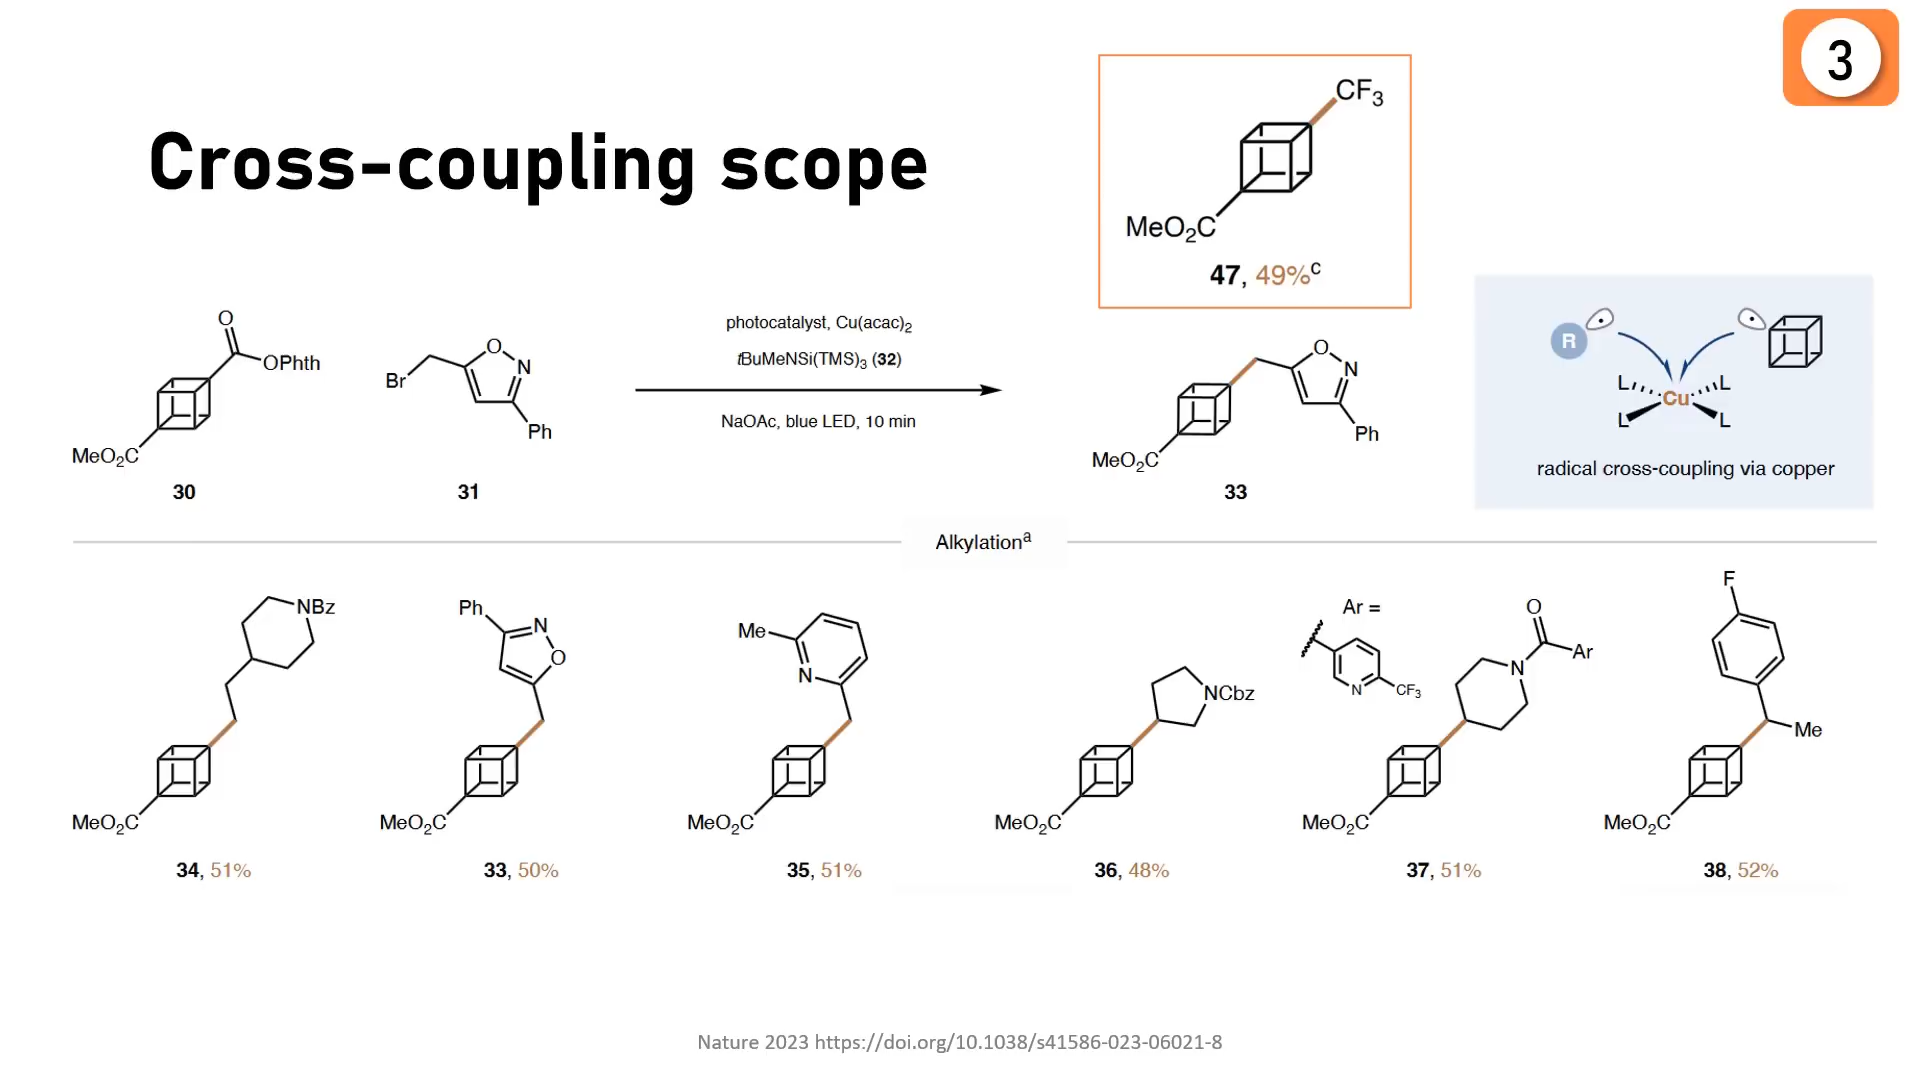 3
Cross-coupling scope
CF₃
MeO₂C
47, 49%ᶜ
O
OPhth
MeO₂C
30
Br
O
N
Ph
31
photocatalyst, Cu(acac)₂
tBuMeNSi(TMS)₃ (32)
NaOAc, blue LED, 10 min
O
N
Ph
MeO₂C
33
R
L
L
Cu
L
L
radical cross-coupling via copper
Alkylationᵃ
NBz
MeO₂C
34, 51%
Ph
N
O
MeO₂C
33, 50%
Me
N
MeO₂C
35, 51%
NCbz
MeO₂C
36, 48%
Ar =
N
CF₃
O
N
Ar
MeO₂C
37, 51%
F
Me
MeO₂C
38, 52%
Nature 2023 https://doi.org/10.1038/s41586-023-06021-8